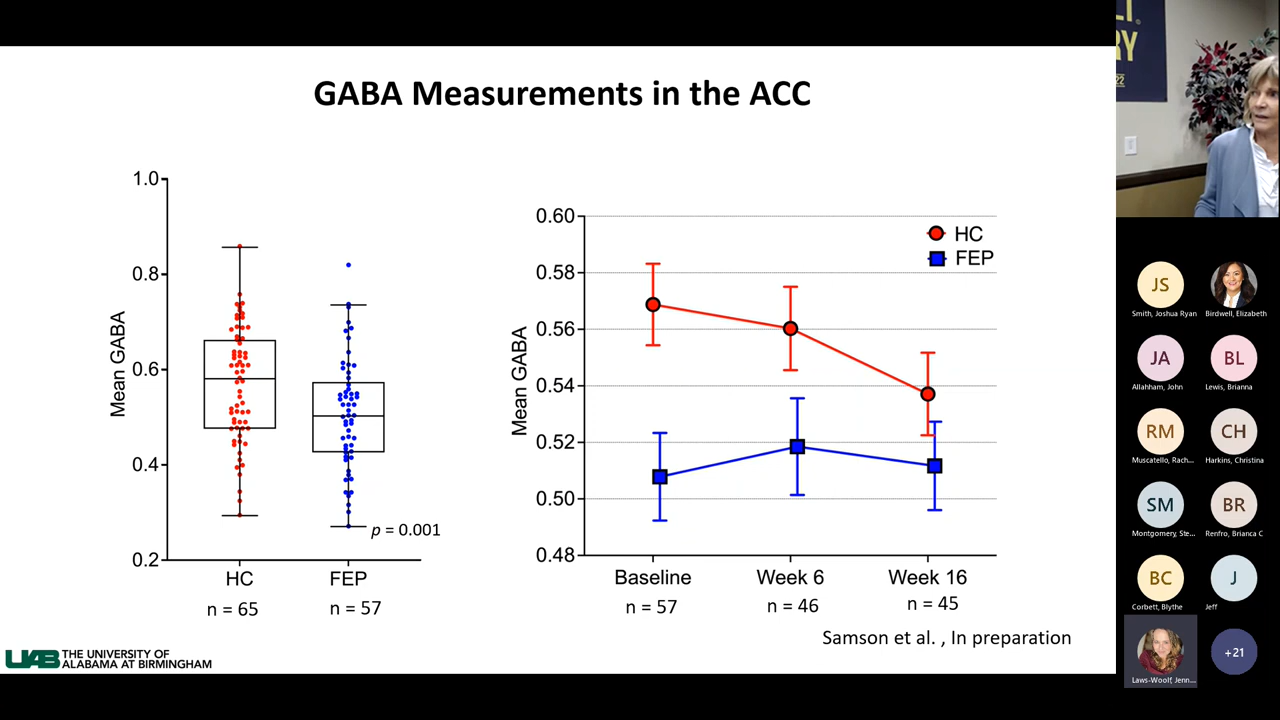 GABA Measurements in the ACC
1.0
0.8
0.6
0.4
0.2
Mean GABA
p = 0.001
HC
FEP
n = 65
n = 57
0.60
0.58
0.56
0.54
0.52
0.50
0.48
Mean GABA
HC
FEP
Baseline
Week 6
Week 16
n = 57
n = 46
n = 45
Samson et al. , In preparation
UAB
THE UNIVERSITY OF
ALABAMA AT BIRMINGHAM
RY
22
JS
Smith, Joshua Ryan
Birdwell, Elizabeth
JA
Allahham, John
BL
Lewis, Brianna
RM
Muscatello, Rach...
CH
Harkins, Christina
SM
Montgomery, Ste...
BR
Renfro, Brianca C
BC
Corbett, Blythe
J
Jeff
Laws-Woolf, Jenn...
+21